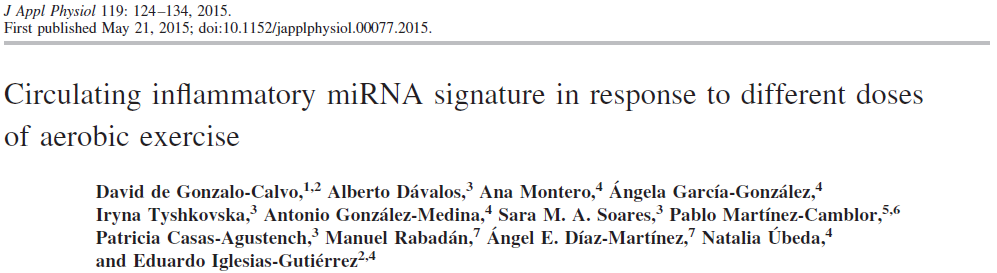 J Appl Physiol 119: 124–134, 2015.
First published May 21, 2015; doi:10.1152/japplphysiol.00077.2015.
Circulating inflammatory miRNA signature in response to different doses
of aerobic exercise
David de Gonzalo-Calvo,1,2 Alberto Dávalos,3 Ana Montero,4 Ángela García-González,4
Iryna Tyshkovska,3 Antonio González-Medina,4 Sara M. A. Soares,3 Pablo Martínez-Camblor,5,6
Patricia Casas-Agustench,3 Manuel Rabadán,7 Ángel E. Díaz-Martínez,7 Natalia Úbeda,4
and Eduardo Iglesias-Gutiérrez2,4